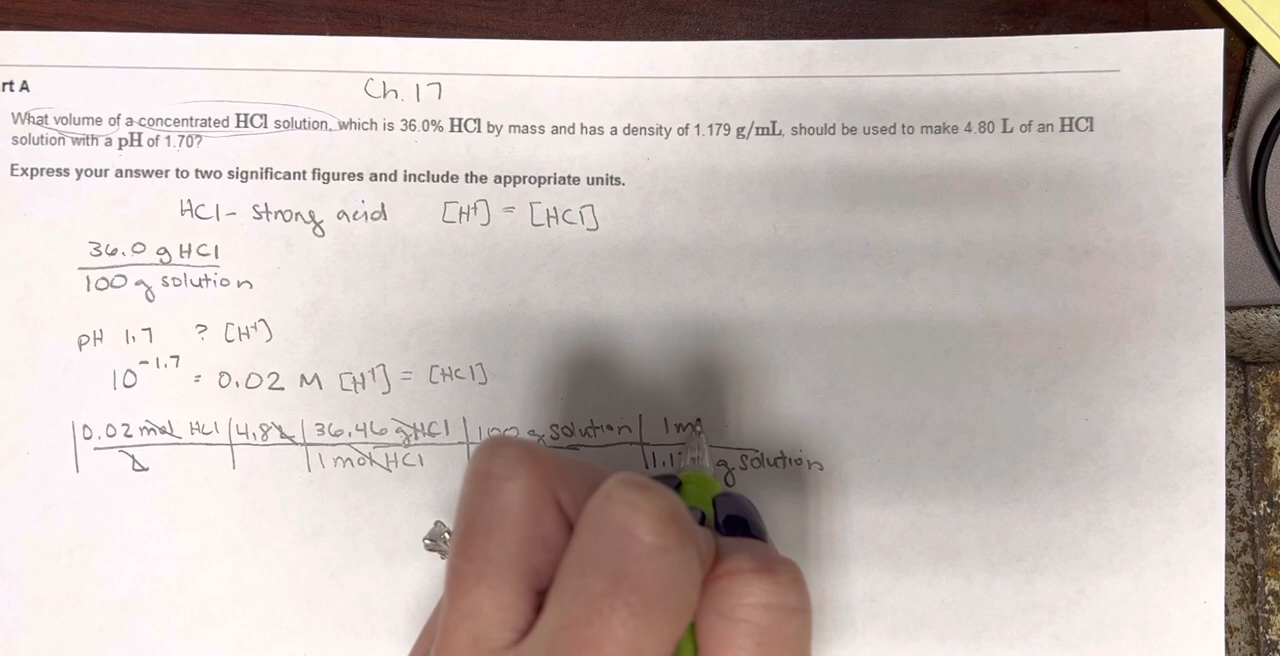 rt A
Ch. 17
What volume of a concentrated HCl solution, which is 36.0% HCl by mass and has a density of 1.179 g/mL, should be used to make 4.80 L of an HCl
solution with a pH of 1.70?
Express your answer to two significant figures and include the appropriate units.
HCl - strong acid [H+] = [HCl]
36.0 g HCl
100 g solution
pH 1.7 ? [H+]
10^-1.7 = 0.02 M [H+] = [HCl]
0.02 mol HCl | 4.8 L | 36.46 g HCl | 100 g solution | 1 m
L | | 1 mol HCl | | g solution